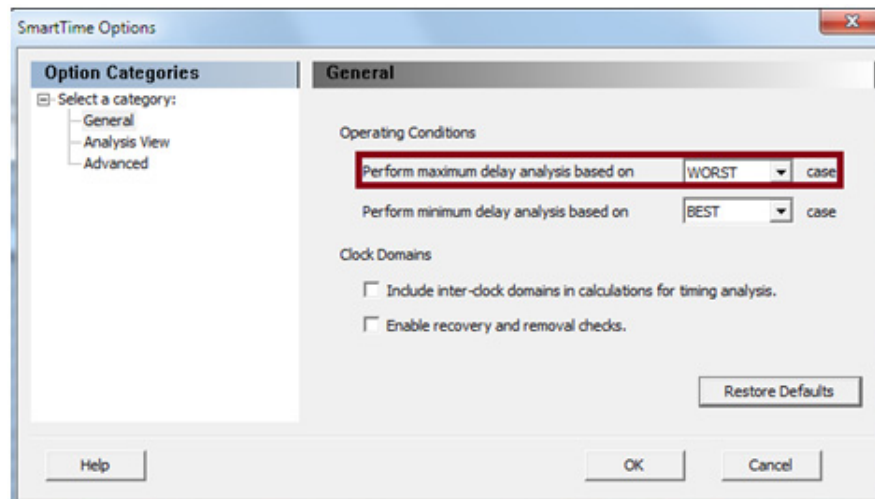 SmartTime Options
Option Categories
Select a category:
General
Analysis View
Advanced
General
Operating Conditions
Perform maximum delay analysis based on WORST case
Perform minimum delay analysis based on BEST case
Clock Domains
Include inter-clock domains in calculations for timing analysis.
Enable recovery and removal checks.
Restore Defaults
Help OK Cancel